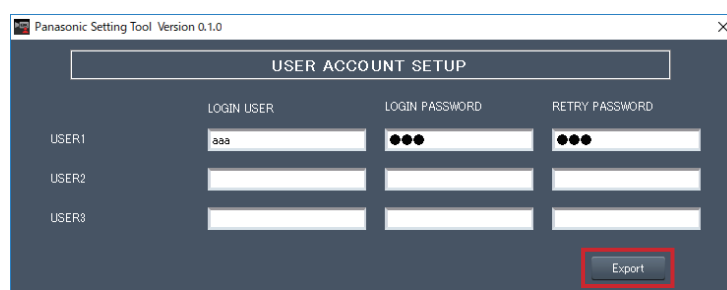 Panasonic Setting Tool Version 0.1.0
USER ACCOUNT SETUP
LOGIN USER LOGIN PASSWORD RETRY PASSWORD
USER1 aaa ●●● ●●●
USER2
USER3
Export